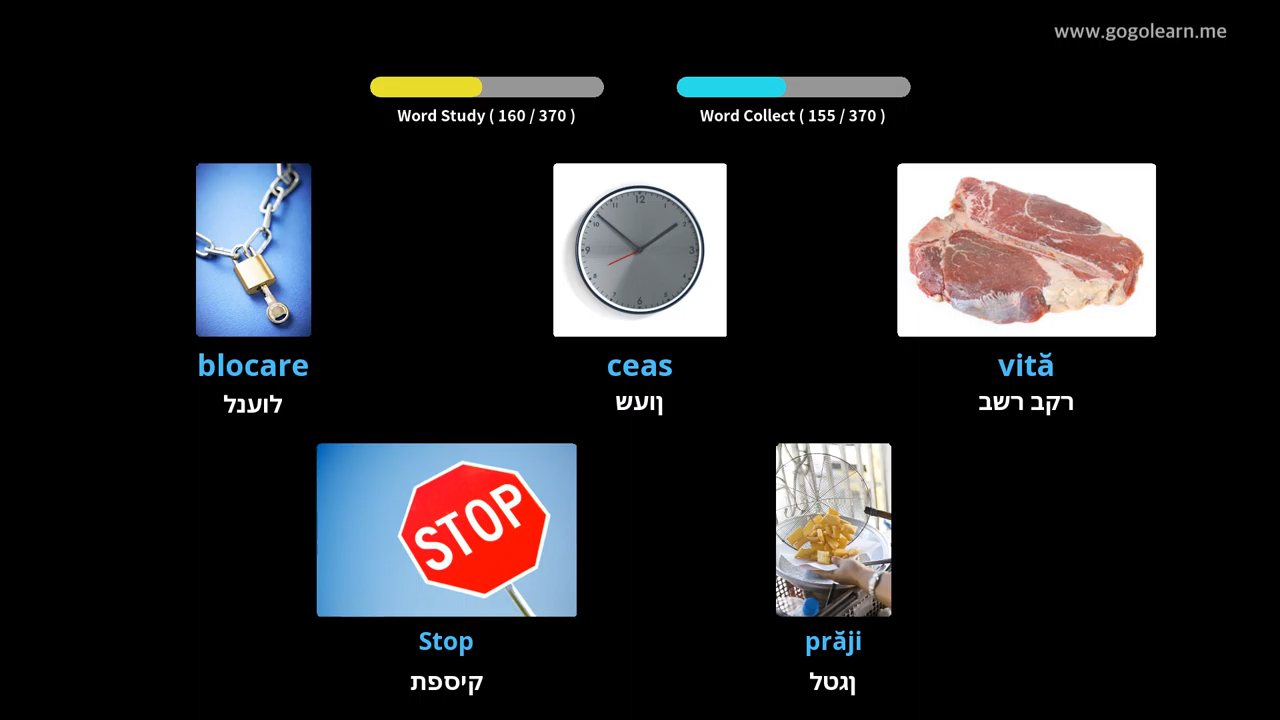 www.gogolearn.me
Word Study ( 160 / 370 )
Word Collect ( 155 / 370 )
blocare
לוענל
ceas
ןועש
vită
רקב רשב
STOP
Stop
קיספת
prăji
ןגטל